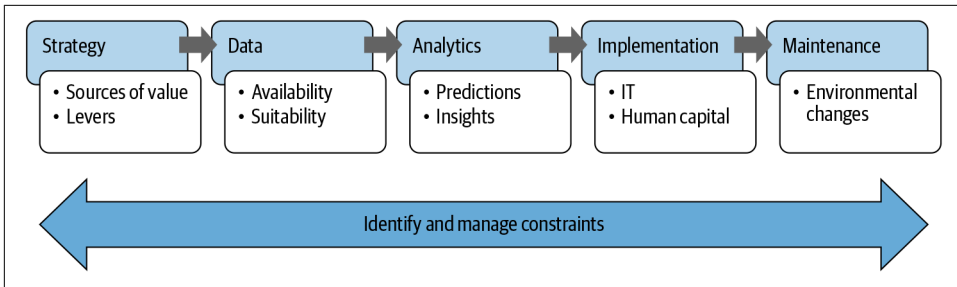 Strategy
• Sources of value
• Levers
Data
• Availability
• Suitability
Analytics
• Predictions
• Insights
Implementation
• IT
• Human capital
Maintenance
• Environmental
changes
Identify and manage constraints